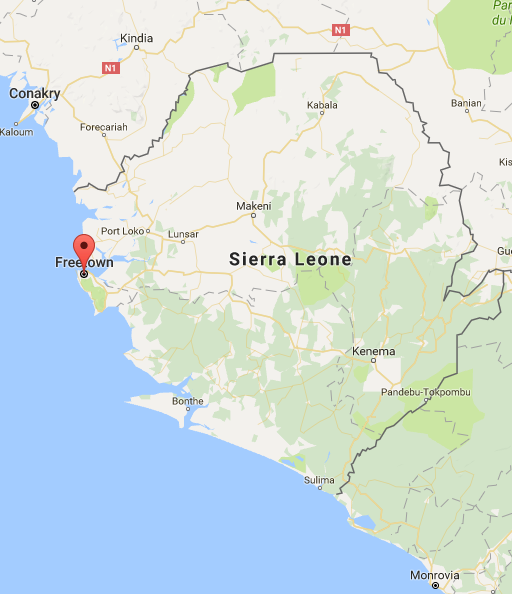 Par
du H
N1
Kindia
N1
Conakry
Kaloum
Forecariah
Kabala
Banian
Kis
Makeni
Port Loko
Lunsar
Gue
Freetown
Sierra Leone
Kenema
Pandebu-Tokpombu
Bonthe
Sulima
Monrovia